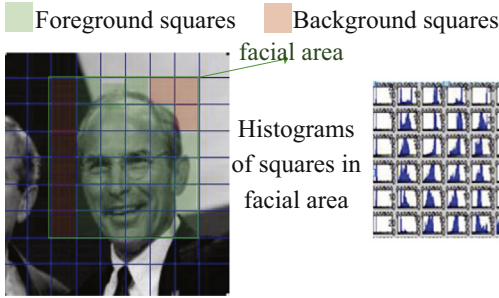 Foreground squares
Background squares
facial area
Histograms
of squares in
facial area